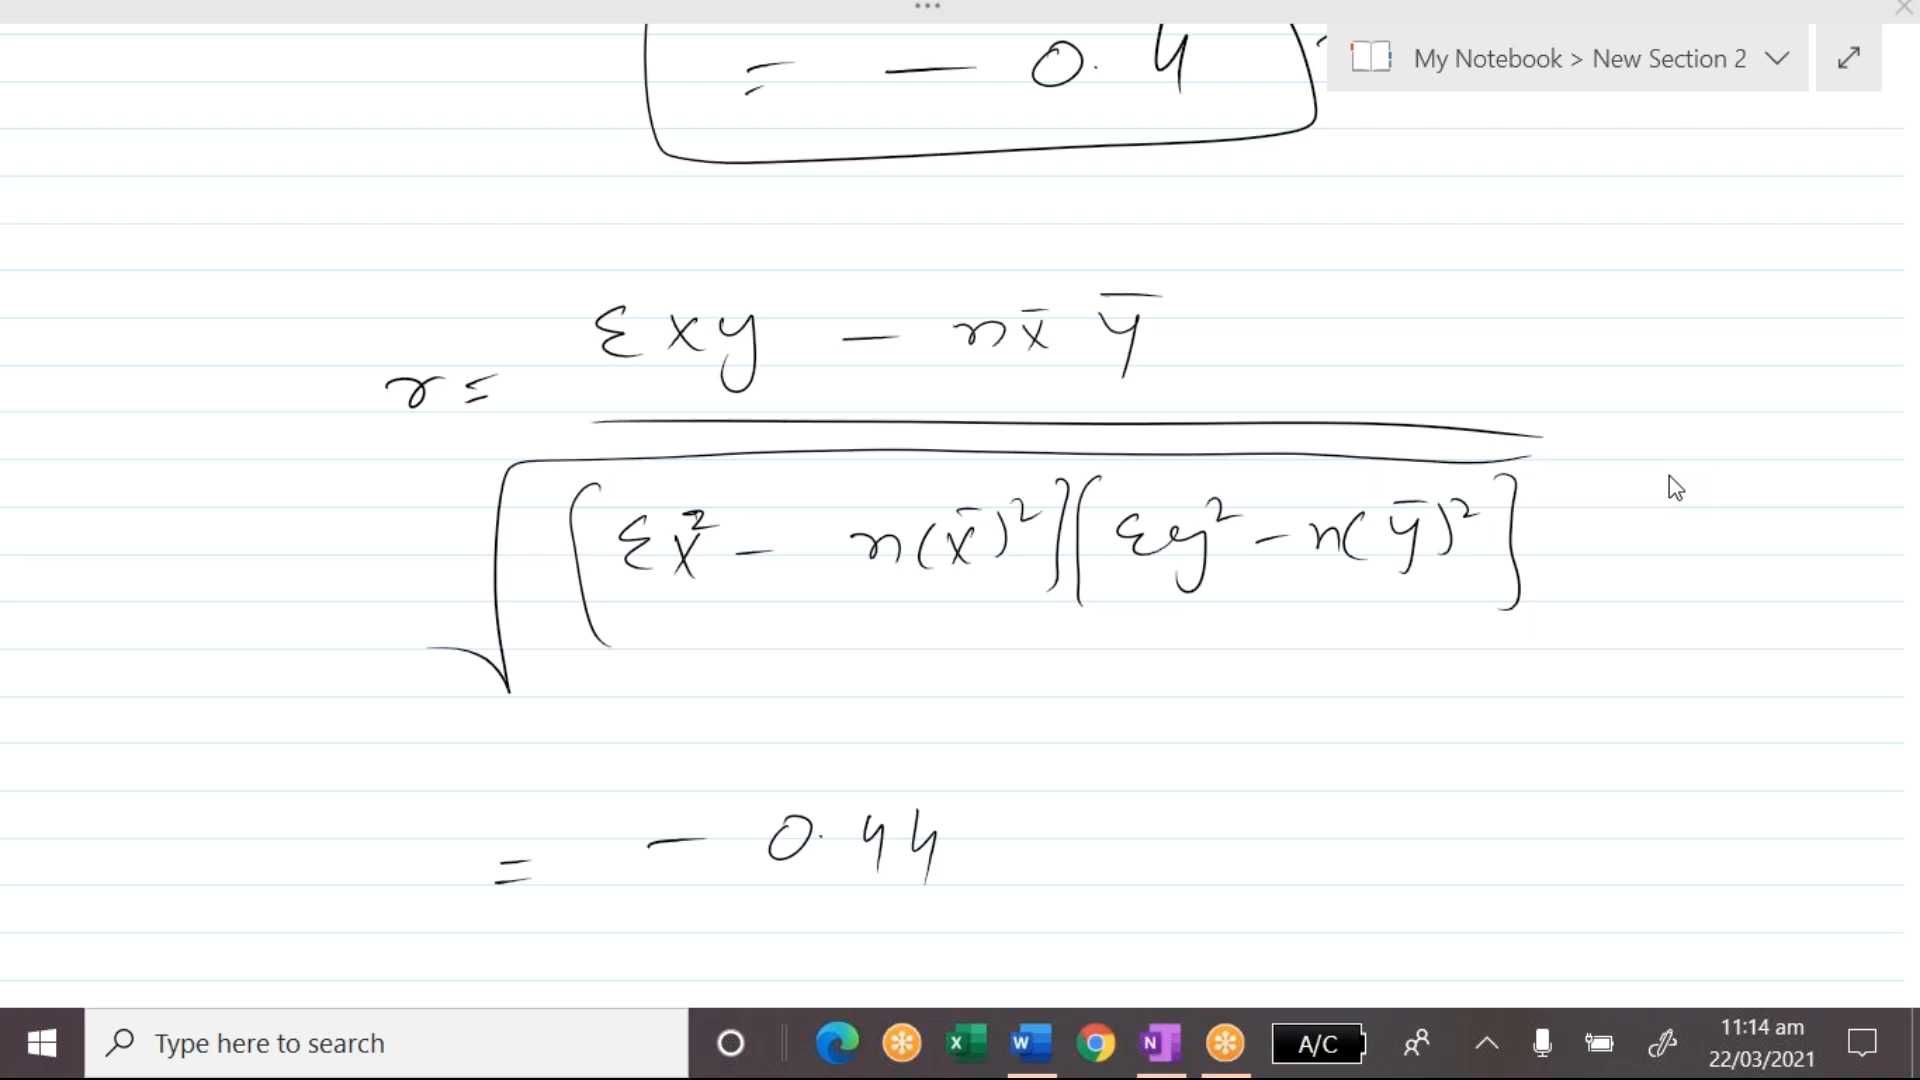 = - 0.4
My Notebook > New Section 2
r = Σxy - n x̄ ȳ
√[Σx² - n(x̄)²][Σy² - n(ȳ)²]
= - 0.44
Type here to search
A/C
11:14 am
22/03/2021